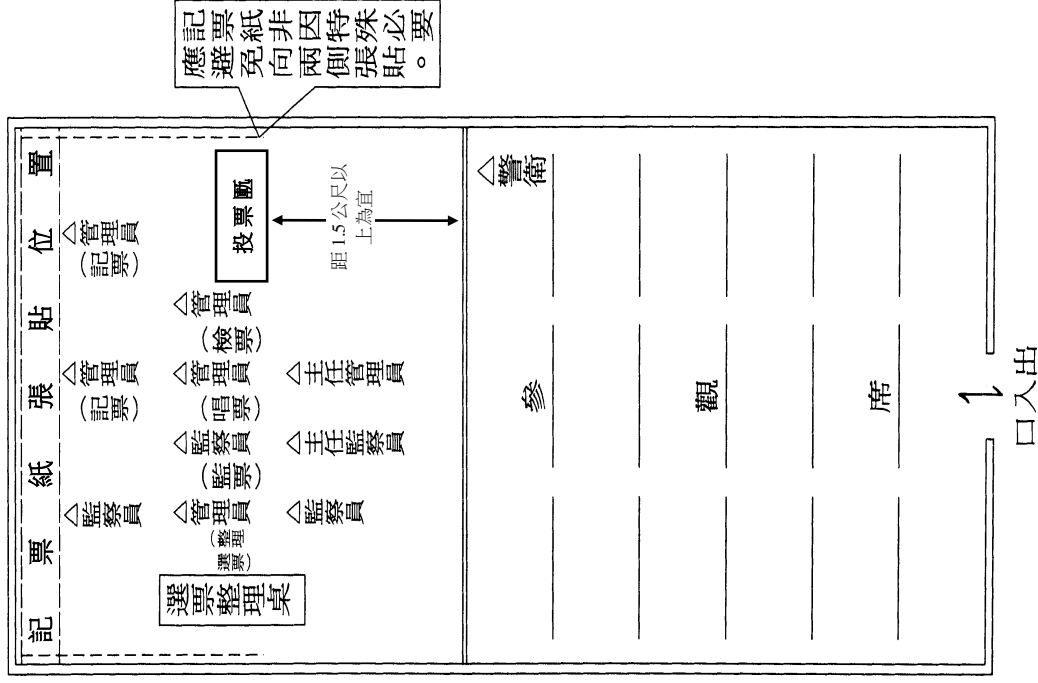 記票紙張貼位置
記票紙非因特殊必要
應避免向兩側張貼。
△監察員
△管理員
(記票)
△管理員
(記票)
選票整理桌
△管理員
(整理選票)
△監察員
(監票)
△管理員
(唱票)
△管理員
(檢票)
投票匭
△監察員
△主任監察員
△主任管理員
距1.5公尺以
上為宜
△警衛
參
觀
席
出入口